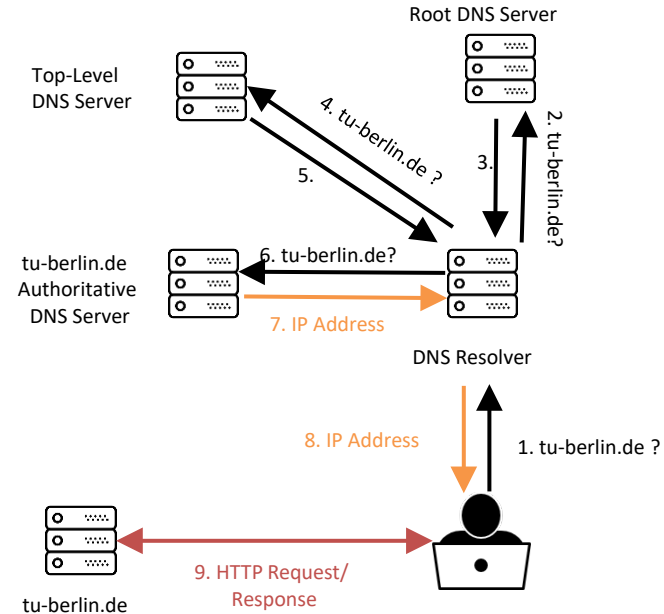 Root DNS Server
Top-Level
DNS Server
4. tu-berlin.de ?
2. tu-berlin.de?
3.
5.
6. tu-berlin.de?
tu-berlin.de
Authoritative
DNS Server
7. IP Address
DNS Resolver
8. IP Address
1. tu-berlin.de ?
9. HTTP Request/
Response
tu-berlin.de